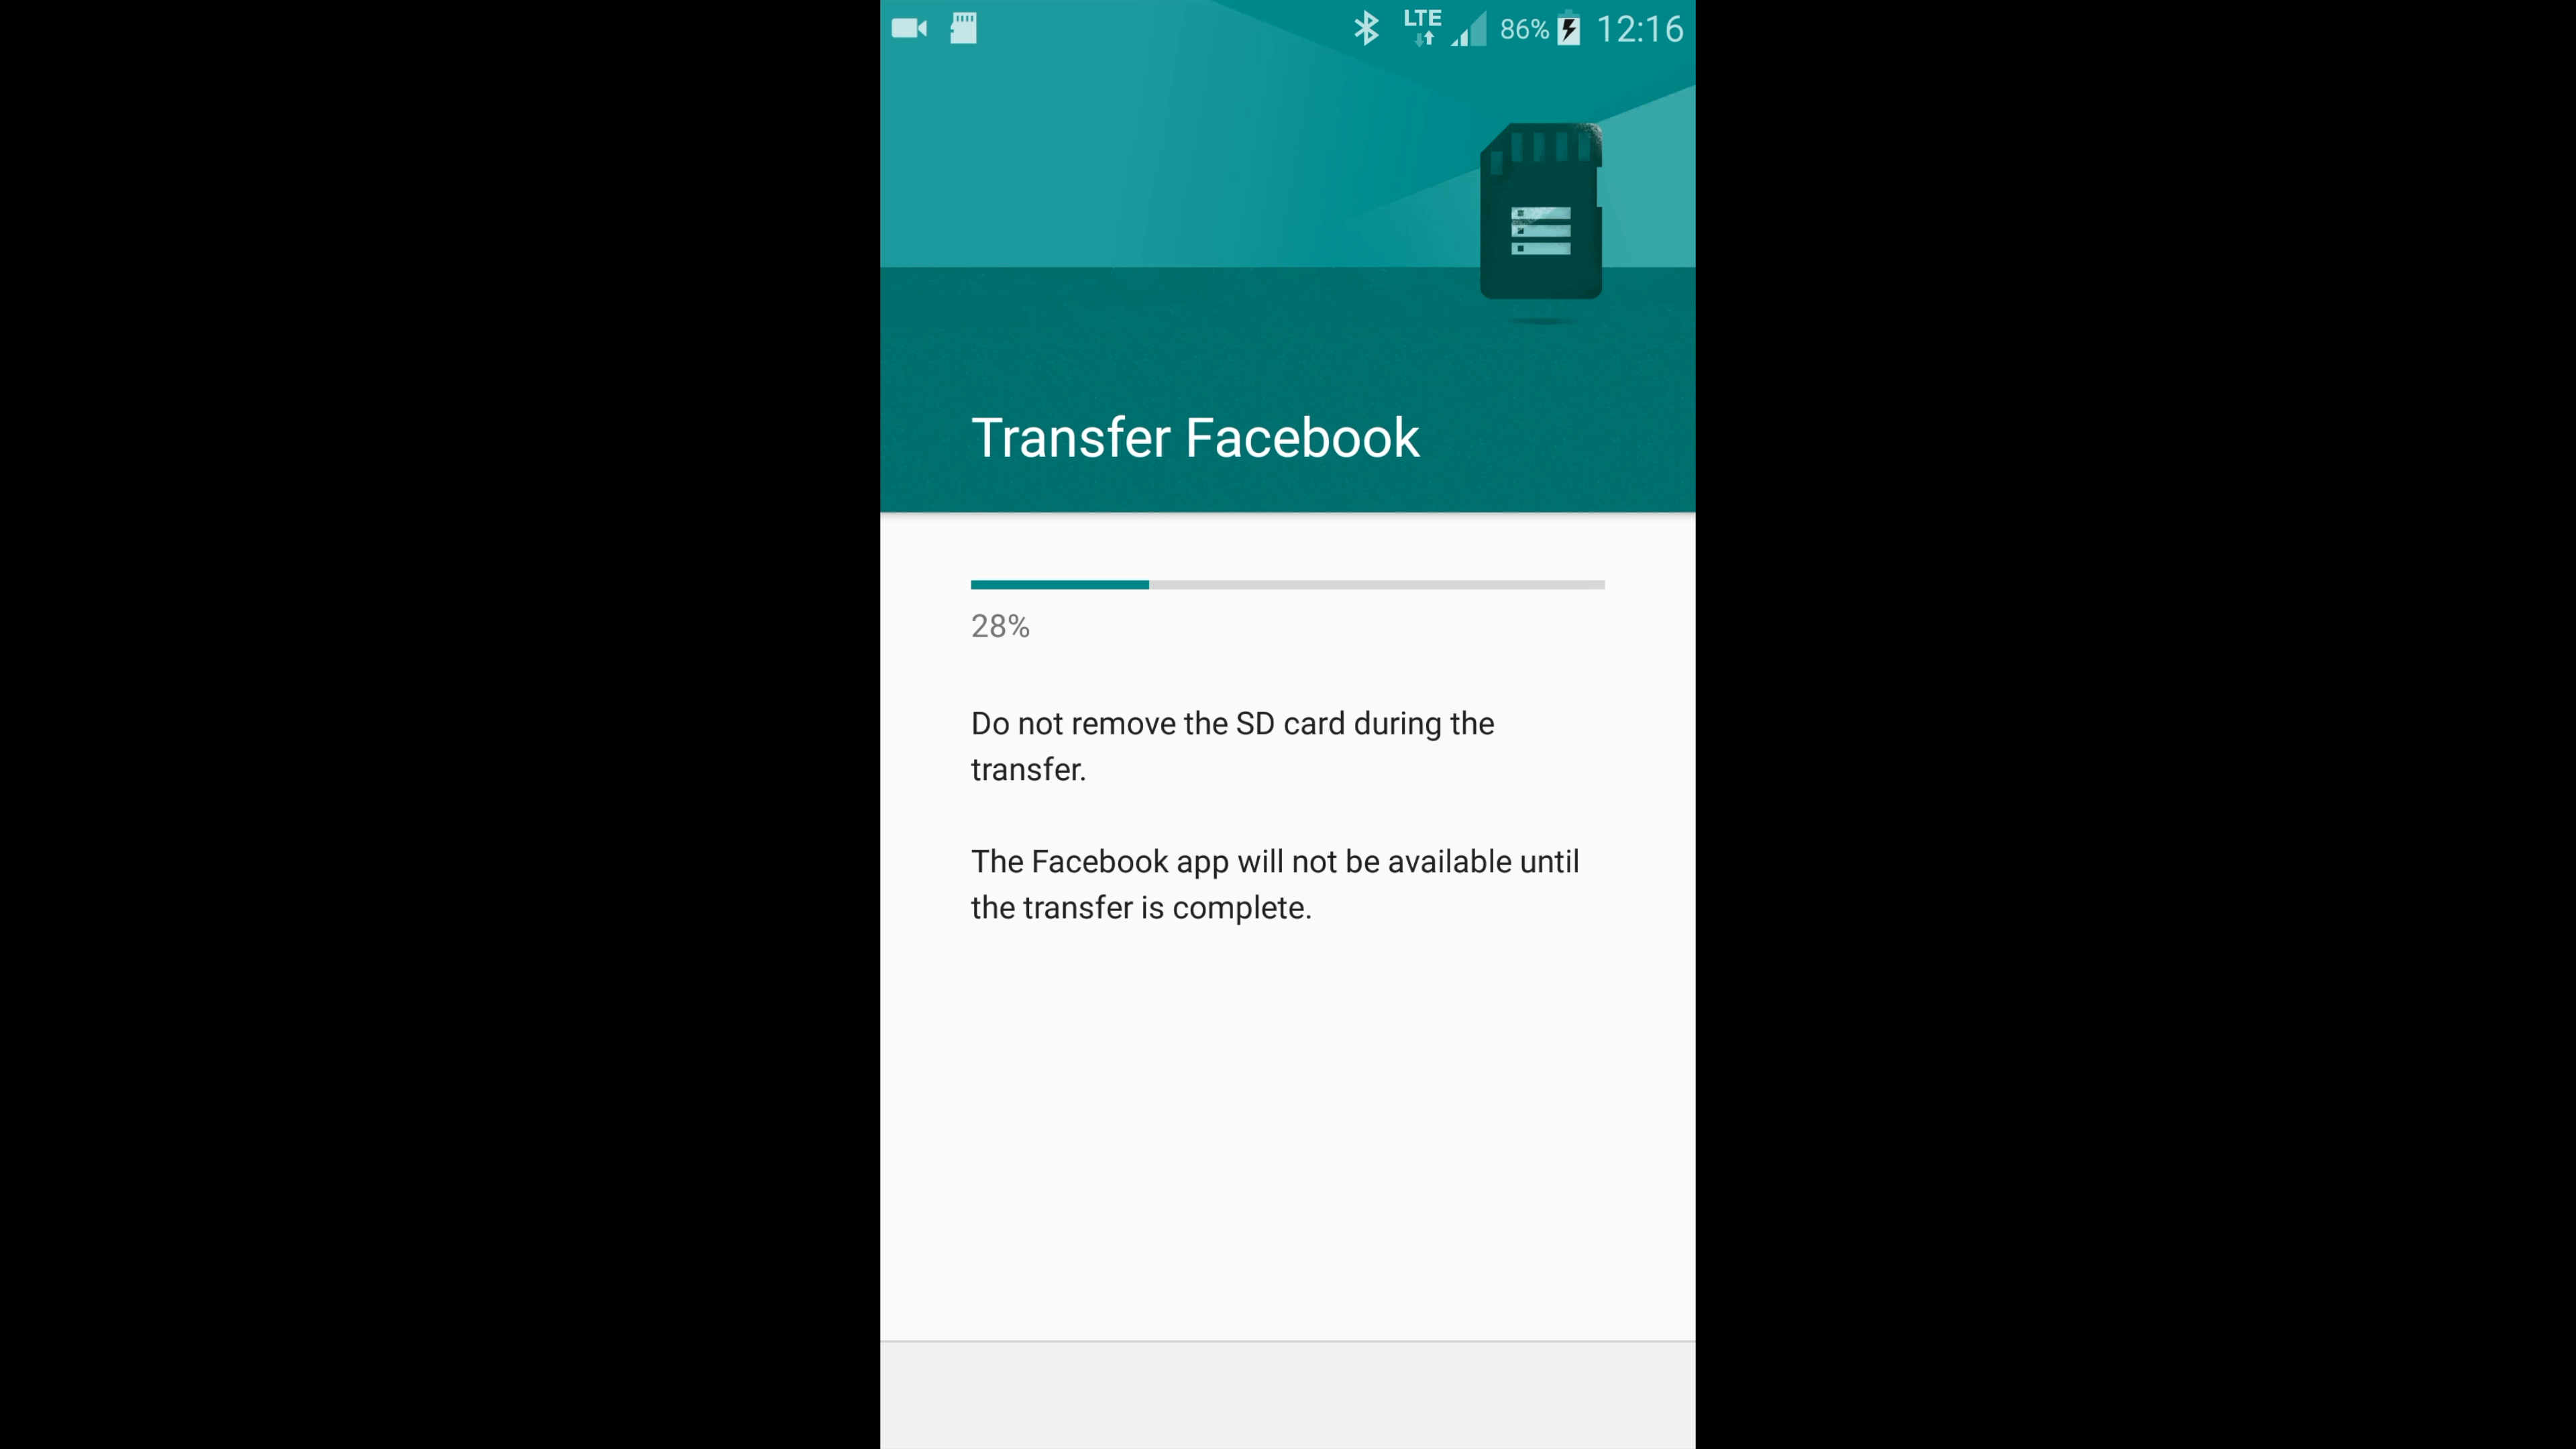 LTE 86% 12:16
Transfer Facebook
28%
Do not remove the SD card during the
transfer.
The Facebook app will not be available until
the transfer is complete.